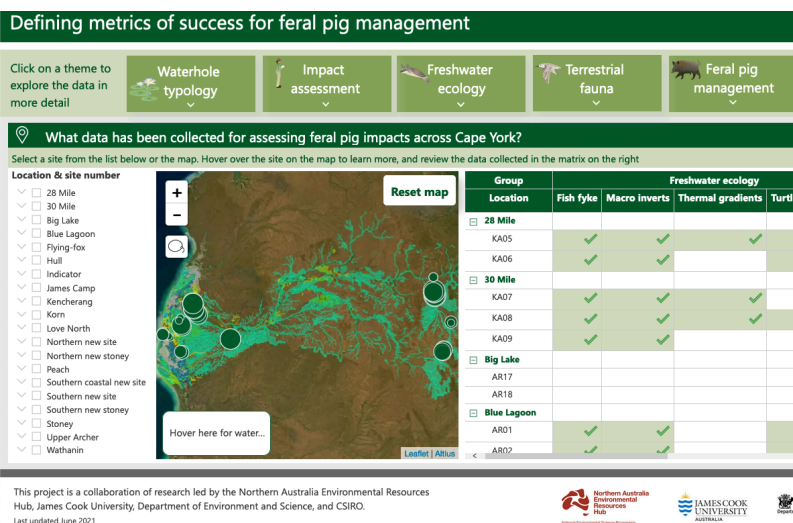 Defining metrics of success for feral pig management
Click on a theme to
explore the data in
more detail
Waterhole
typology
Impact
assessment
Freshwater
ecology
Terrestrial
fauna
Feral pig
management
What data has been collected for assessing feral pig impacts across Cape York?
Select a site from the list below or the map. Hover over the site on the map to learn more, and review the data collected in the matrix on the right
Location & site number
28 Mile
30 Mile
Big Lake
Blue Lagoon
Flying-fox
Hull
Indicator
James Camp
Kencherang
Korn
Love North
Northern new site
Northern new stoney
Peach
Southern coastal new site
Southern new site
Southern new stoney
Stoney
Upper Archer
Wathanin
+
−
Reset map
Hover here for water...
Leaflet | Altius
Group Freshwater ecology
Location Fish fyke Macro inverts Thermal gradients Turtl
28 Mile
KA05
KA06
30 Mile
KA07
KA08
KA09
Big Lake
AR17
AR18
Blue Lagoon
AR01
AR02
This project is a collaboration of research led by the Northern Australia Environmental Resources
Hub, James Cook University, Department of Environment and Science, and CSIRO.
Last updated June 2021
Northern Australia
Environmental
Resources
Hub
JAMES COOK
UNIVERSITY
AUSTRALIA